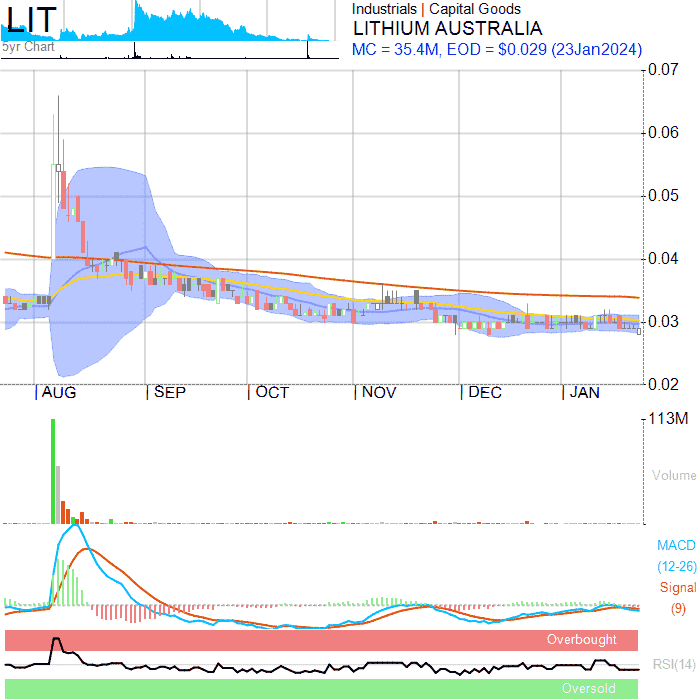 LIT
5yr Chart
Industrials | Capital Goods
LITHIUM AUSTRALIA
MC = 35.4M, EOD = $0.029 (23Jan2024)
0.07
0.06
0.05
0.04
0.03
0.02
| AUG | SEP | OCT | NOV | DEC | JAN
113M
Volume
MACD
(12-26)
Signal
(9)
Overbought
RSI(14)
Oversold